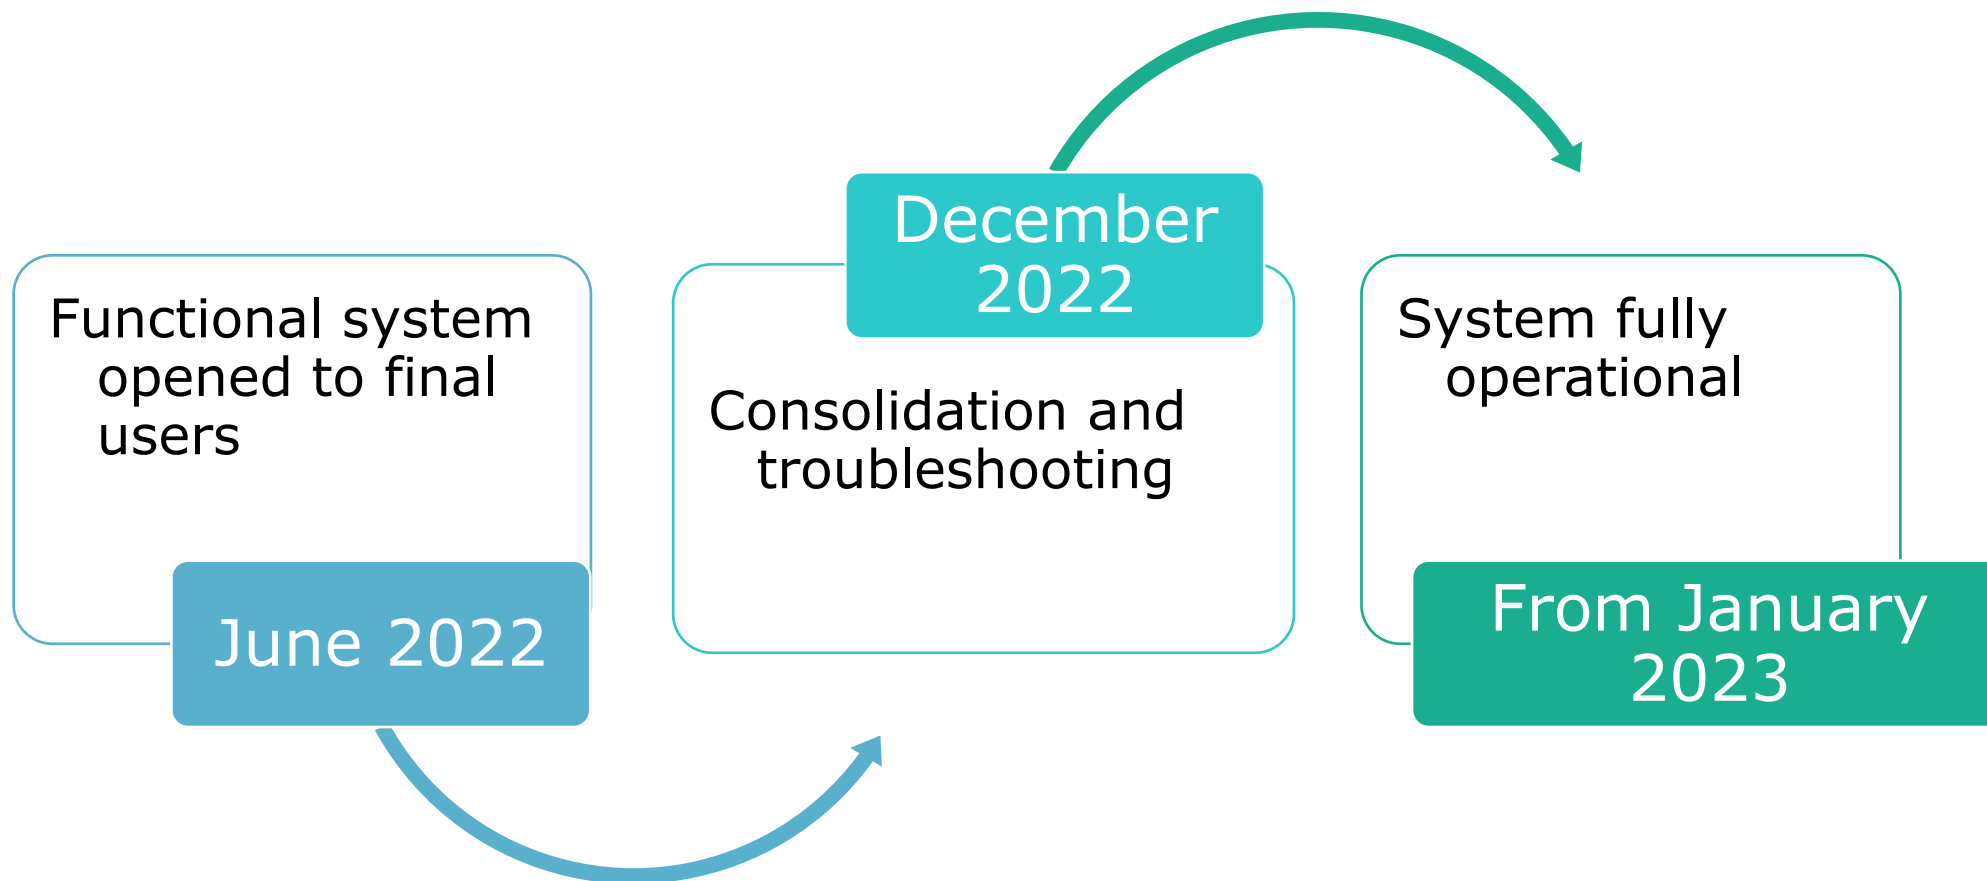 Functional system
opened to final
users
June 2022
December
2022
Consolidation and
troubleshooting
System fully
operational
From January
2023